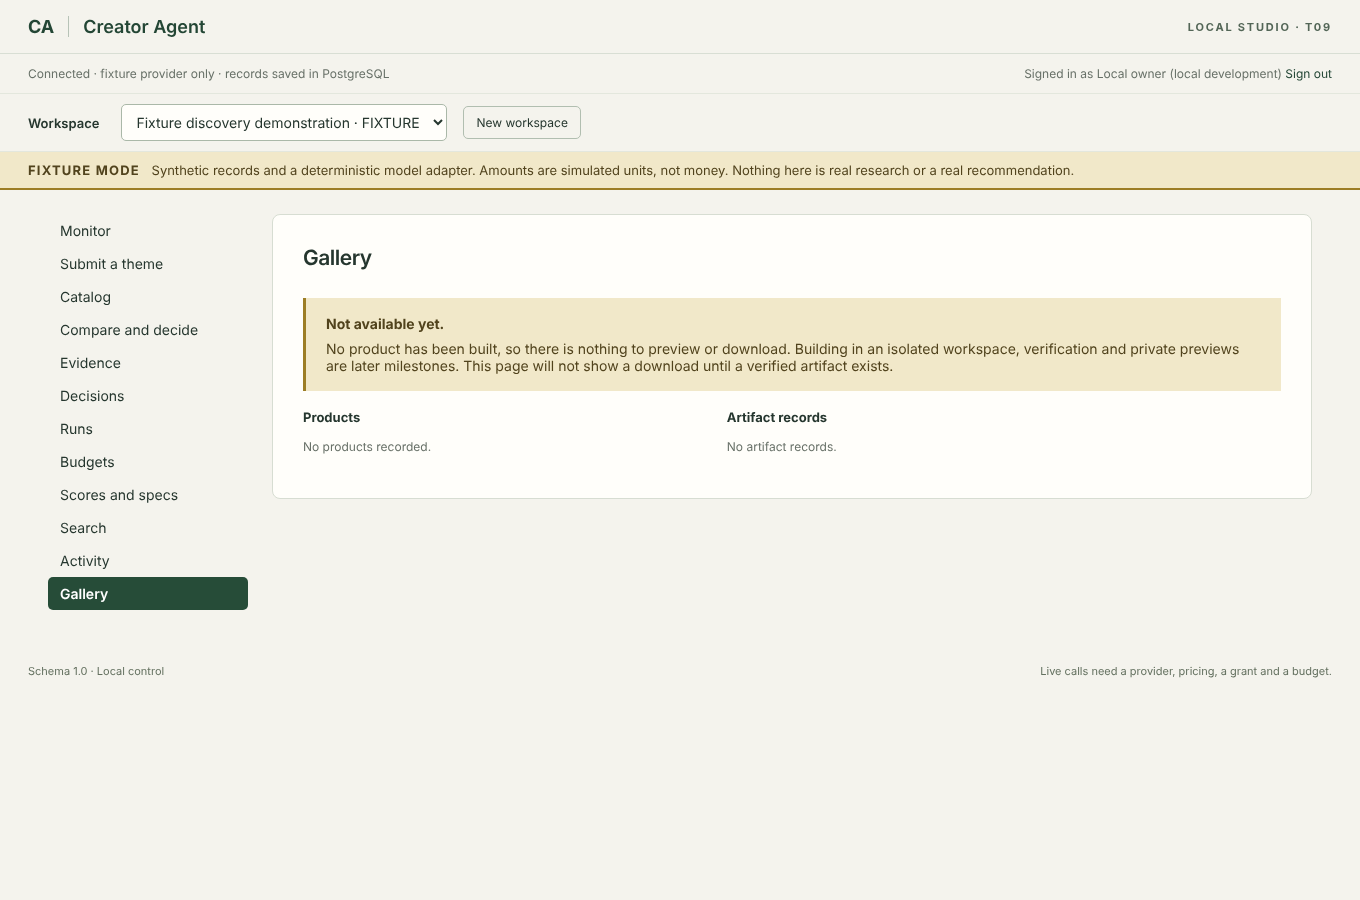 CA
Creator Agent
LOCAL STUDIO · T09
Connected · fixture provider only · records saved in PostgreSQL
Signed in as Local owner (local development) Sign out
Workspace
Fixture discovery demonstration · FIXTURE
New workspace
FIXTURE MODE Synthetic records and a deterministic model adapter. Amounts are simulated units, not money. Nothing here is real research or a real recommendation.
Monitor
Submit a theme
Catalog
Compare and decide
Evidence
Decisions
Runs
Budgets
Scores and specs
Search
Activity
Gallery
Gallery
Not available yet.
No product has been built, so there is nothing to preview or download. Building in an isolated workspace, verification and private previews
are later milestones. This page will not show a download until a verified artifact exists.
Products
No products recorded.
Artifact records
No artifact records.
Schema 1.0 · Local control
Live calls need a provider, pricing, a grant and a budget.